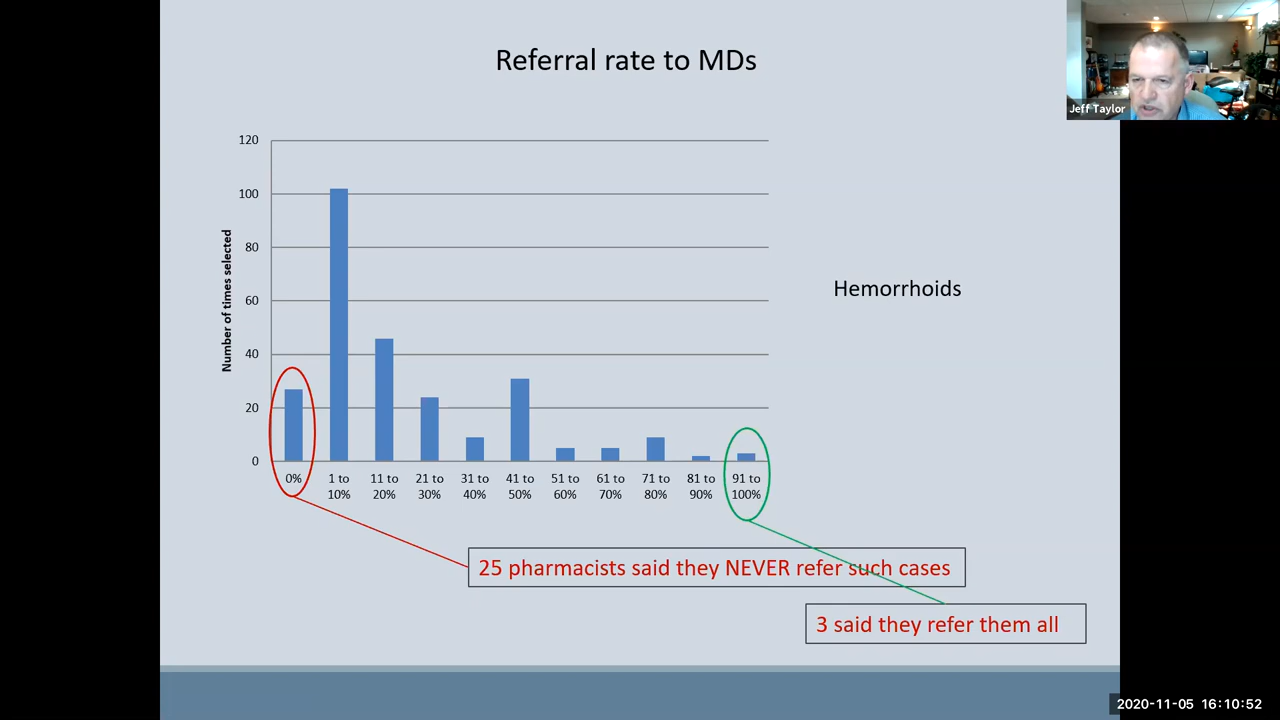 Referral rate to MDs
Jeff Taylor
120
100
80
60
40
20
0
Number of times selected
0%
1 to 10%
11 to 20%
21 to 30%
31 to 40%
41 to 50%
51 to 60%
61 to 70%
71 to 80%
81 to 90%
91 to 100%
Hemorrhoids
25 pharmacists said they NEVER refer such cases
3 said they refer them all
2020-11-05 16:10:52